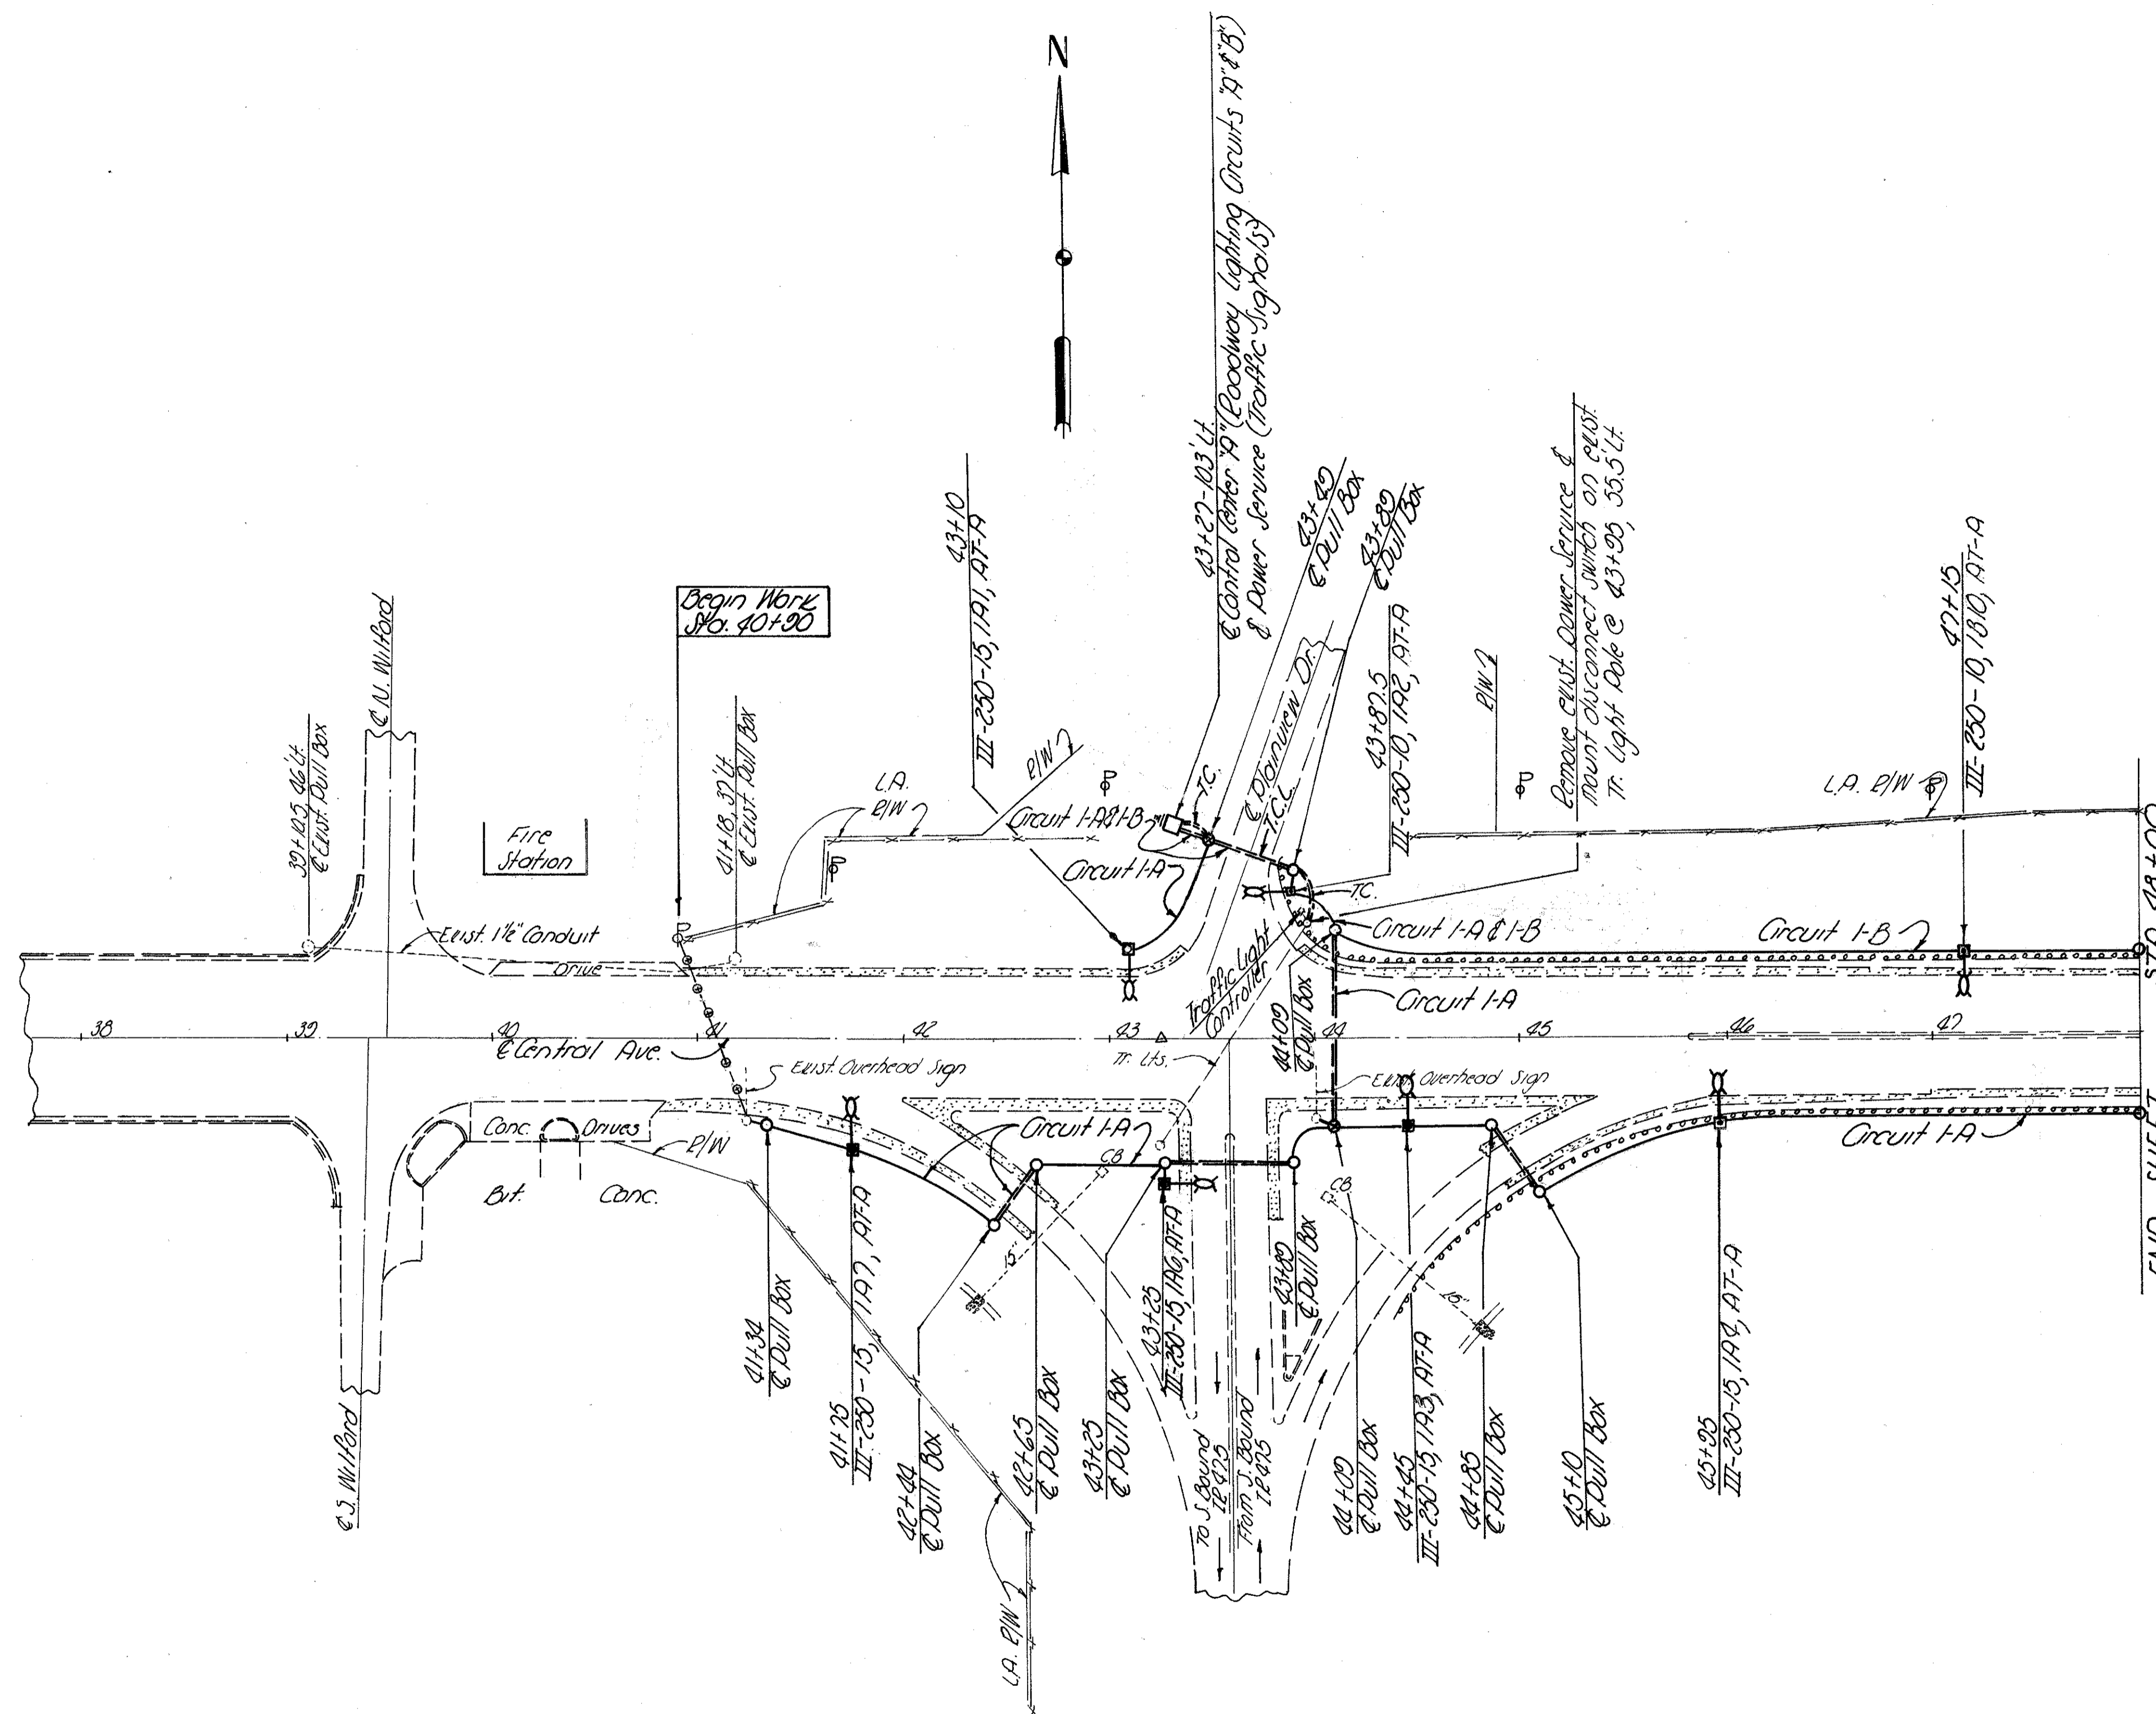 N
43+27-103' Lt.
℄ Control Center "A" (Roadway Lighting Circuits "A" & "B")
& Power Service (Traffic Signals)
43+49
℄ Pull Box
43+89
℄ Pull Box
43+10
III-250-15, 1A1, AT-A
43+87.5
III-250-10, 1A2, AT-A
R/W
Remove exist. power service &
mount disconnect switch on exist.
Tr. Light Pole @ 43+95, 55.5' Lt.
47+15
III-250-10, 1B10, AT-A
Begin Work
Sta. 40+90
℄ N. Wilford
39+10.5, 46' Lt.
℄ Exist. Pull Box
41+18, 37' Lt.
℄ Exist. Pull Box
Fire
Station
L.A.
R/W
R/W
P
P
P
P
P
L.A. R/W
℄ Plainview Dr.
T.C.
T.C.C.
T.C.
Circuit 1-A&1-B
Circuit 1-A
Circuit 1-A & 1-B
Circuit 1-B
Exist. 1½" Conduit
Drive
Traffic Light
Controller
44+09
℄ Pull Box
Circuit 1-A
38
39
40
41
42
43
44
45
46
47
℄ Central Ave.
Tr. Lts.
Exist. Overhead Sign
Exist. Overhead Sign
STA. 48+00
END SHEET
Conc. Drives
R/W
Bit. Conc.
Circuit 1-A
CB
CB
15"
15"
Circuit 1-A
℄ S. Wilford
41+34
℄ Pull Box
41+75
III-250-15, 1A7, AT-A
42+44
℄ Pull Box
42+65
℄ Pull Box
43+25
℄ Pull Box
43+25
III-250-15, 1A6, AT-A
43+89
℄ Pull Box
To S. Bound
I.R. 475
From S. Bound
I.R. 475
44+09
℄ Pull Box
44+45
III-250-15, 1A3, AT-A
44+85
℄ Pull Box
45+10
℄ Pull Box
45+95
III-250-15, 1A4, AT-A
L.A. R/W